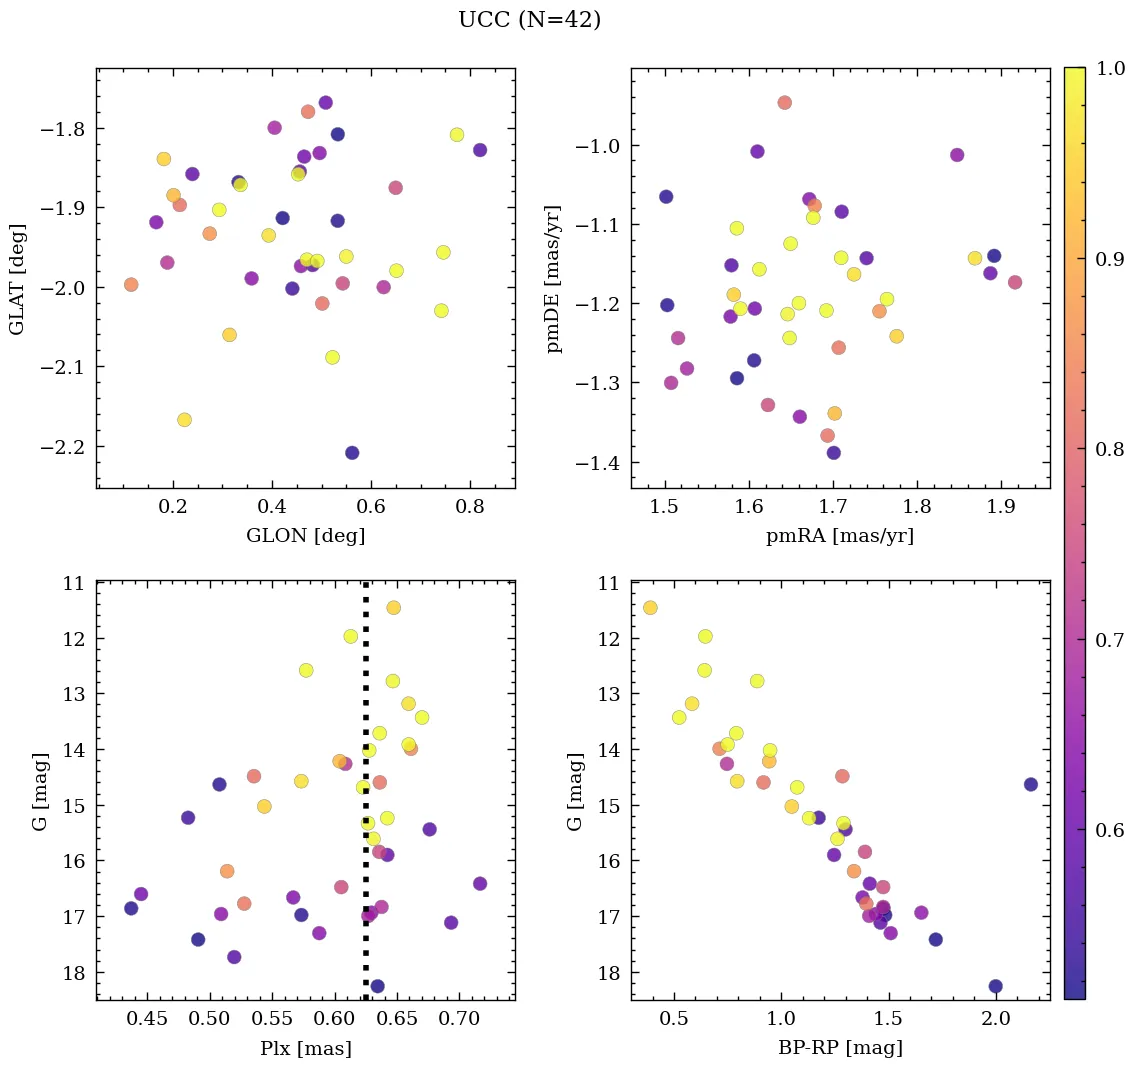 UCC (N=42)
−1.8
−1.9
−2.0
−2.1
−2.2
GLAT [deg]
0.2 0.4 0.6 0.8
GLON [deg]
−1.0
−1.1
−1.2
−1.3
−1.4
pmDE [mas/yr]
1.5 1.6 1.7 1.8 1.9
pmRA [mas/yr]
11
12
13
14
15
16
17
18
G [mag]
0.45 0.50 0.55 0.60 0.65 0.70
Plx [mas]
11
12
13
14
15
16
17
18
G [mag]
0.5 1.0 1.5 2.0
BP-RP [mag]
1.0
0.9
0.8
0.7
0.6